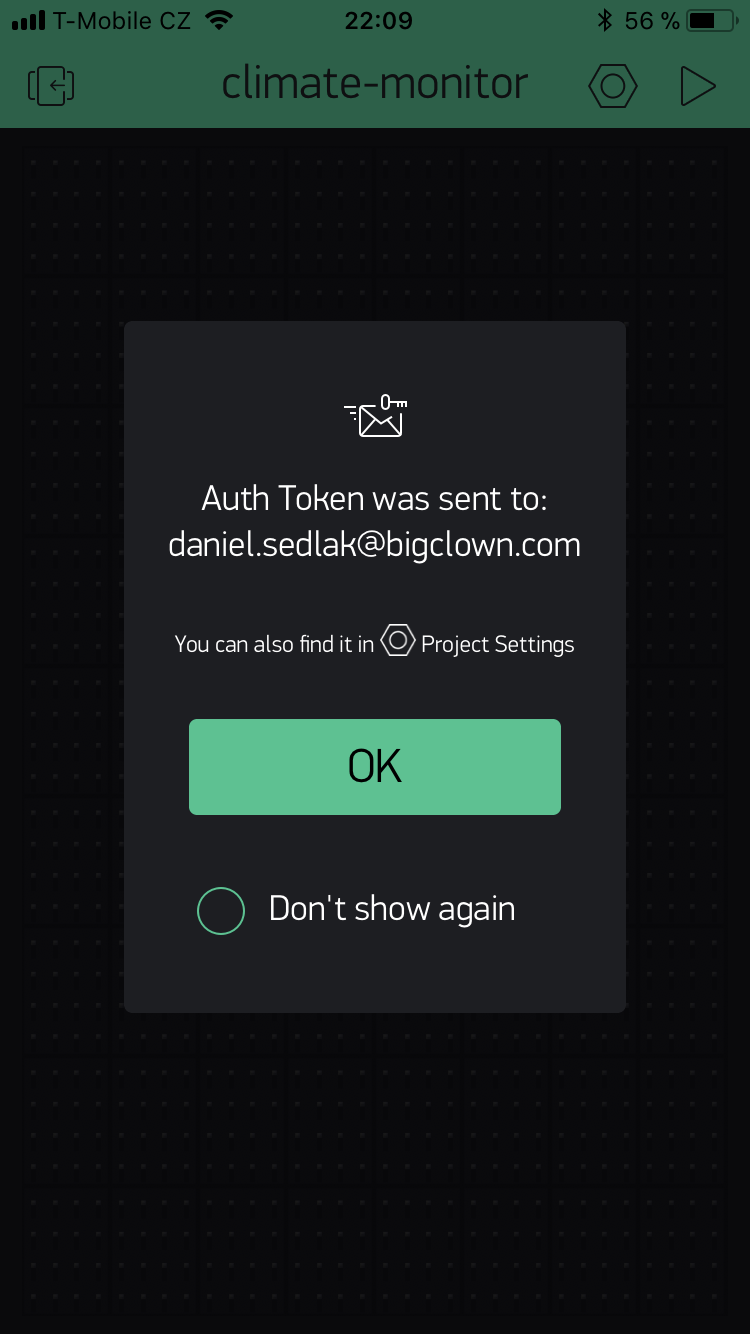 T-Mobile CZ 22:09 56 %
climate-monitor
Auth Token was sent to:
daniel.sedlak@bigclown.com
You can also find it in Project Settings
OK
Don't show again